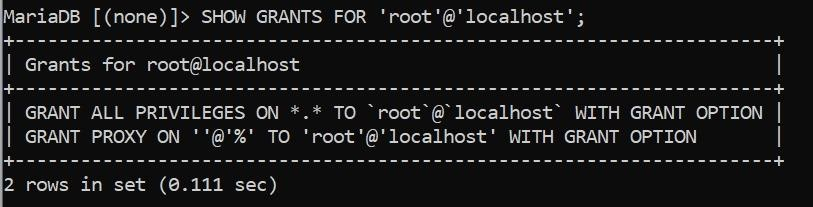 MariaDB [(none)]> SHOW GRANTS FOR 'root'@'localhost';
+---------------------------------------------------------------------+
| Grants for root@localhost                                           |
+---------------------------------------------------------------------+
| GRANT ALL PRIVILEGES ON *.* TO `root`@`localhost` WITH GRANT OPTION |
| GRANT PROXY ON ''@'%' TO 'root'@'localhost' WITH GRANT OPTION       |
+---------------------------------------------------------------------+
2 rows in set (0.111 sec)